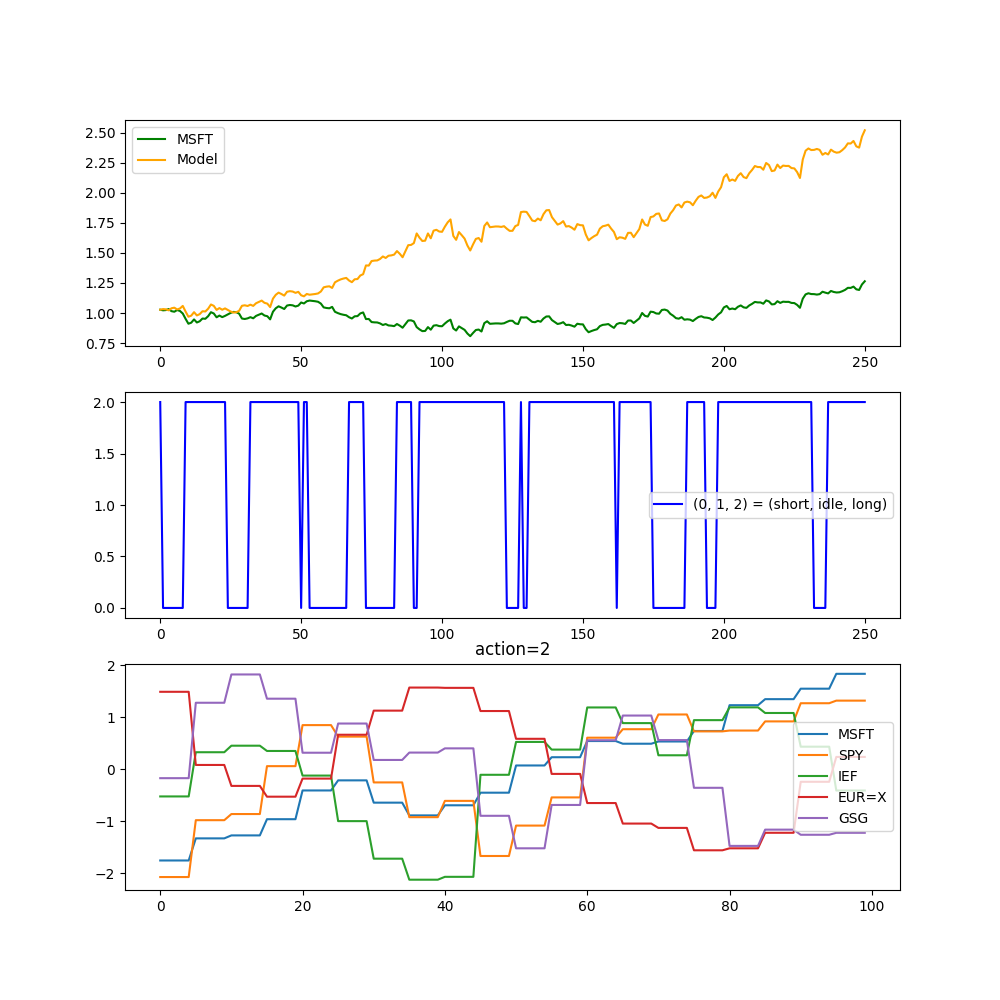 2.50
2.25
2.00
1.75
1.50
1.25
1.00
0.75
MSFT
Model
0 50 100 150 200 250
2.0
1.5
1.0
0.5
0.0
(0, 1, 2) = (short, idle, long)
0 50 100 150 200 250
action=2
2
1
0
−1
−2
MSFT
SPY
IEF
EUR=X
GSG
0 20 40 60 80 100